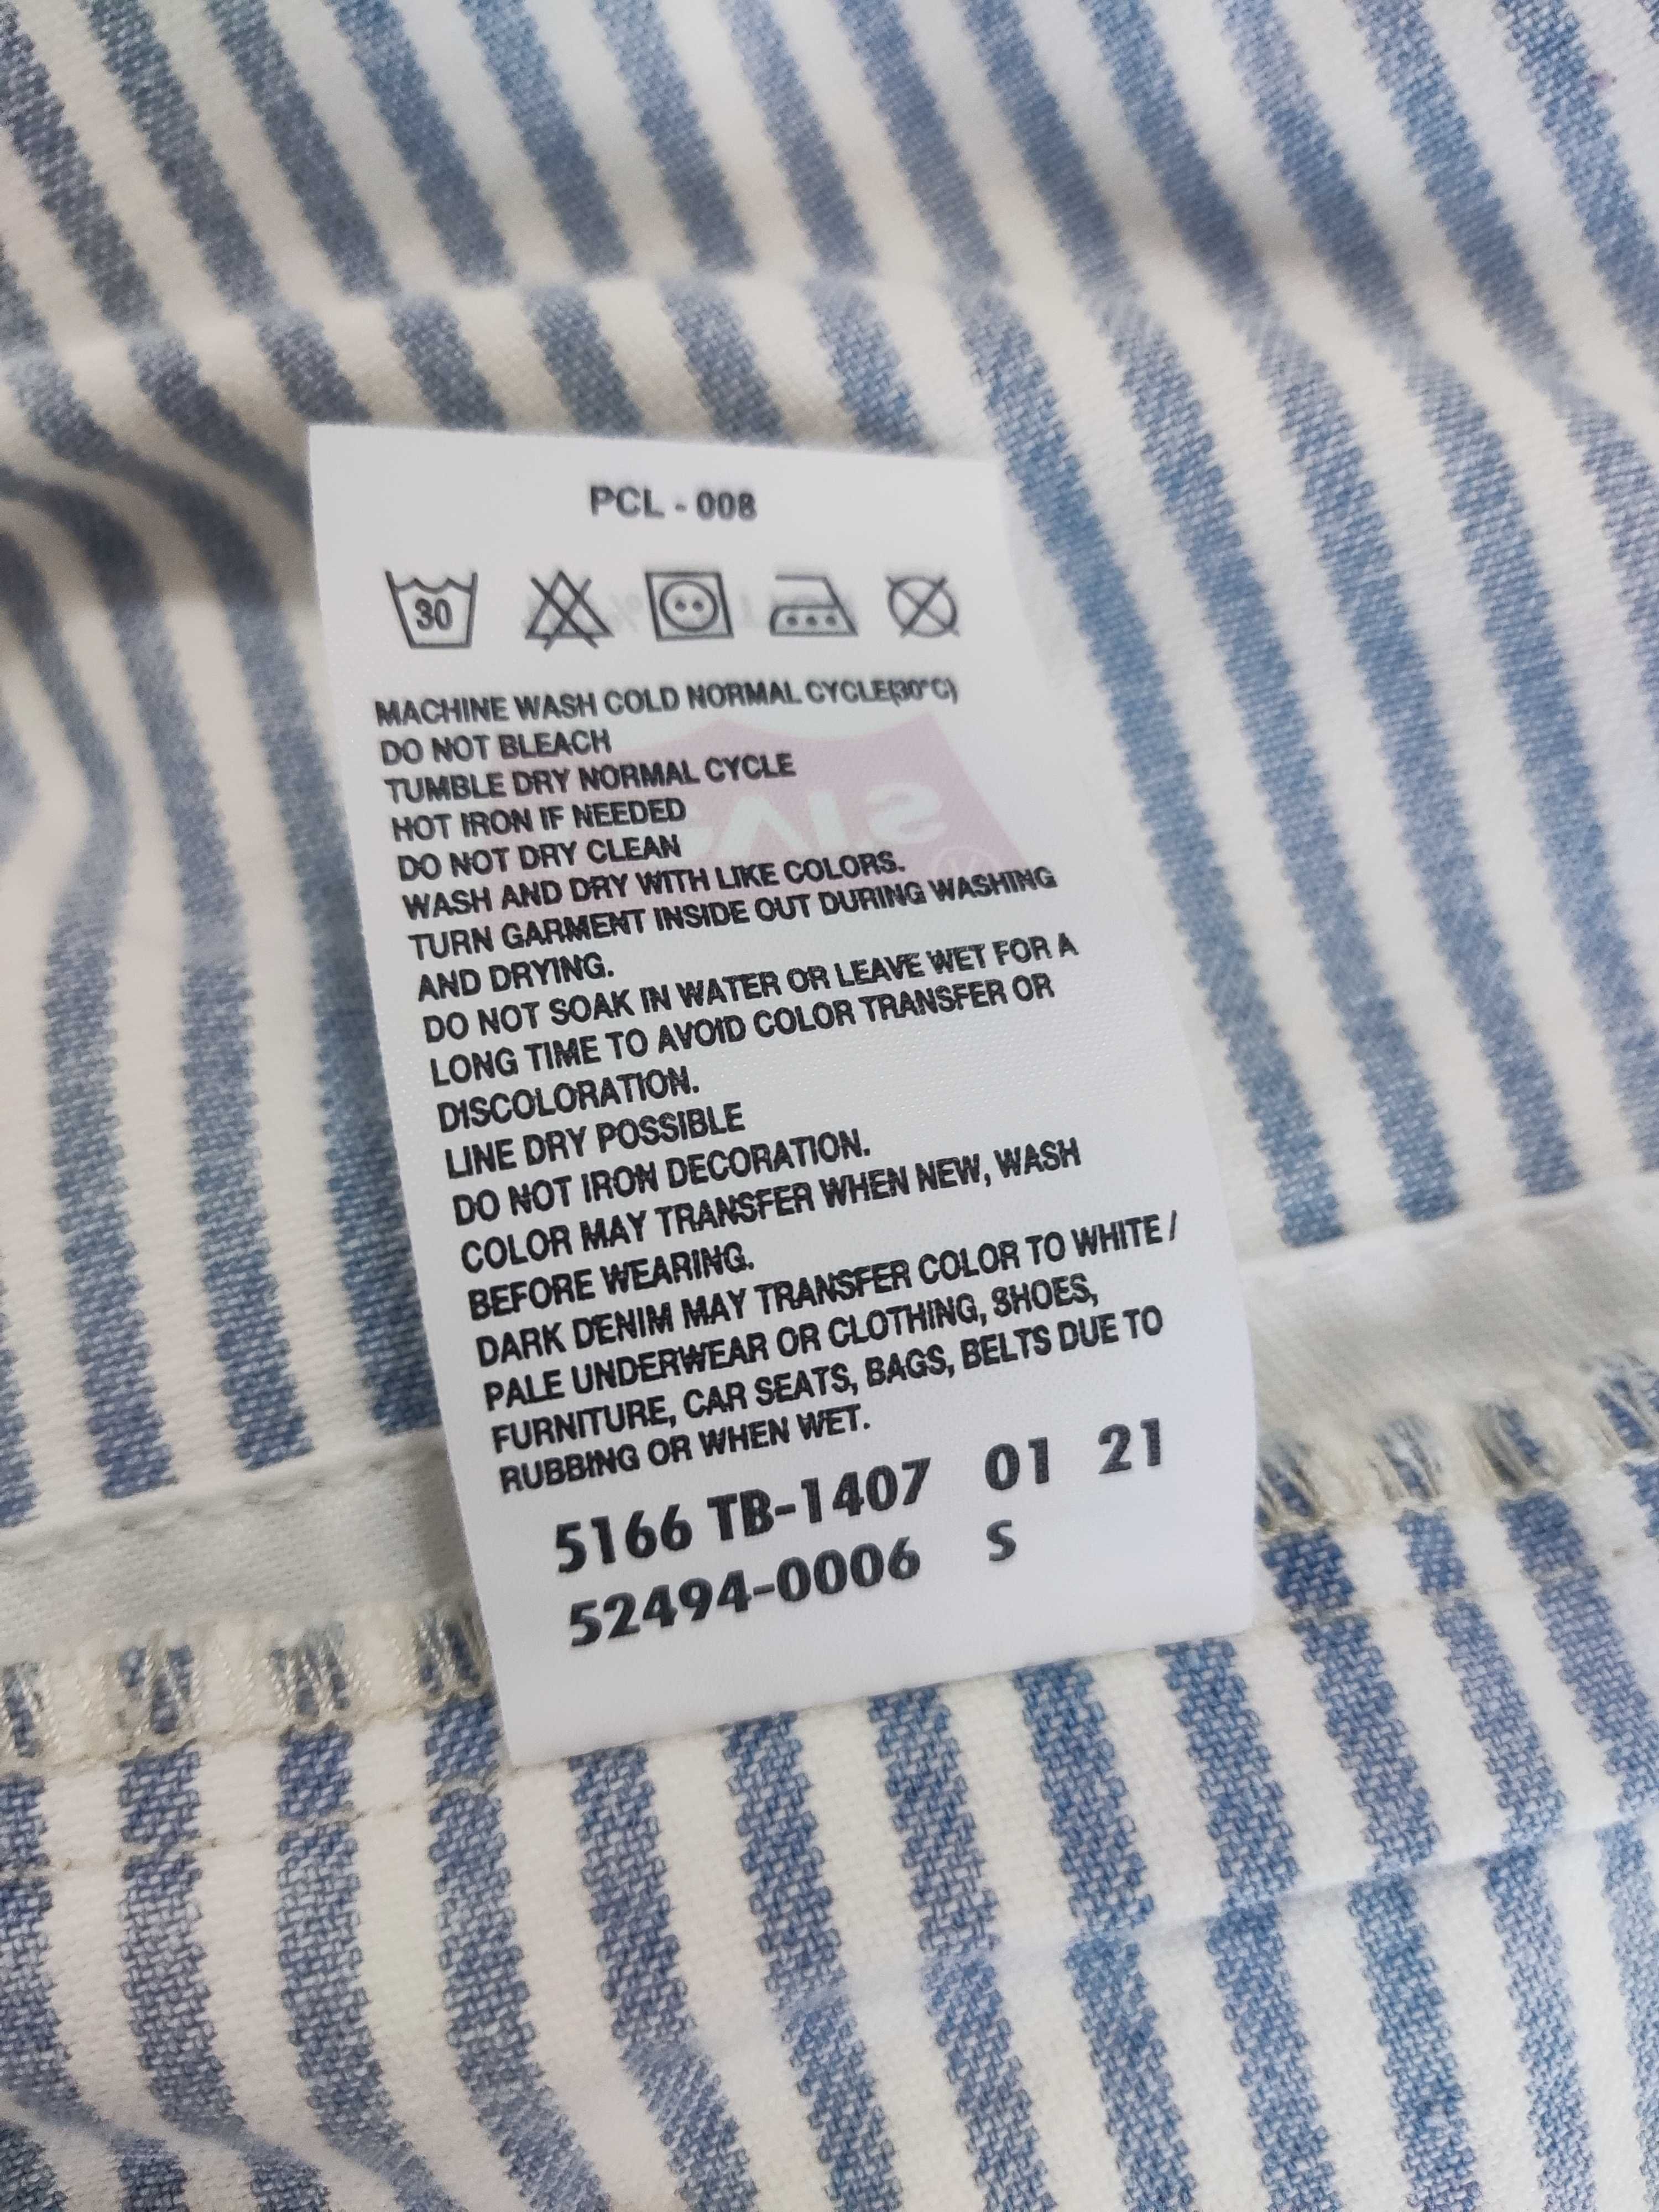 PCL - 008
30
MACHINE WASH COLD NORMAL CYCLE(30°C)
DO NOT BLEACH
TUMBLE DRY NORMAL CYCLE
HOT IRON IF NEEDED
DO NOT DRY CLEAN
WASH AND DRY WITH LIKE COLORS.
TURN GARMENT INSIDE OUT DURING WASHING
AND DRYING.
DO NOT SOAK IN WATER OR LEAVE WET FOR A
LONG TIME TO AVOID COLOR TRANSFER OR
DISCOLORATION.
LINE DRY POSSIBLE
DO NOT IRON DECORATION.
COLOR MAY TRANSFER WHEN NEW, WASH
BEFORE WEARING.
DARK DENIM MAY TRANSFER COLOR TO WHITE /
PALE UNDERWEAR OR CLOTHING, SHOES,
FURNITURE, CAR SEATS, BAGS, BELTS DUE TO
RUBBING OR WHEN WET.
5166 TB-1407 01 21
52494-0006 S